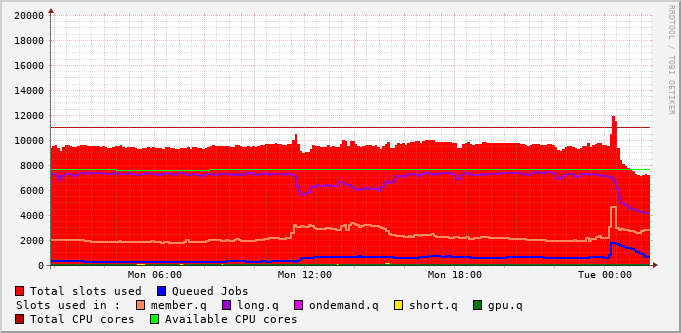 20000
18000
16000
14000
12000
10000
8000
6000
4000
2000
0
Mon 06:00 Mon 12:00 Mon 18:00 Tue 00:00
RRDTOOL / TOBI OETIKER
Total slots used Queued Jobs
Slots used in : member.q long.q ondemand.q short.q gpu.q
Total CPU cores Available CPU cores